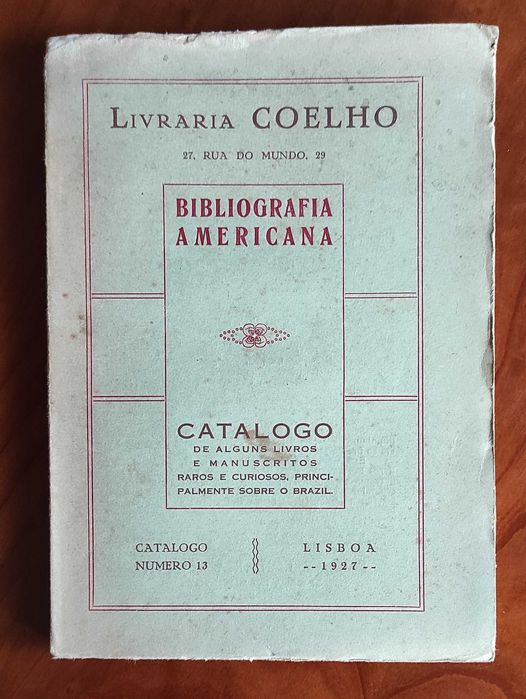 LIVRARIA COELHO
27, RUA DO MUNDO, 29
BIBLIOGRAFIA
AMERICANA
CATALOGO
DE ALGUNS LIVROS
E MANUSCRITOS
RAROS E CURIOSOS, PRINCI-
PALMENTE SOBRE O BRAZIL.
CATALOGO
NUMERO 13
LISBOA
-- 1927 --